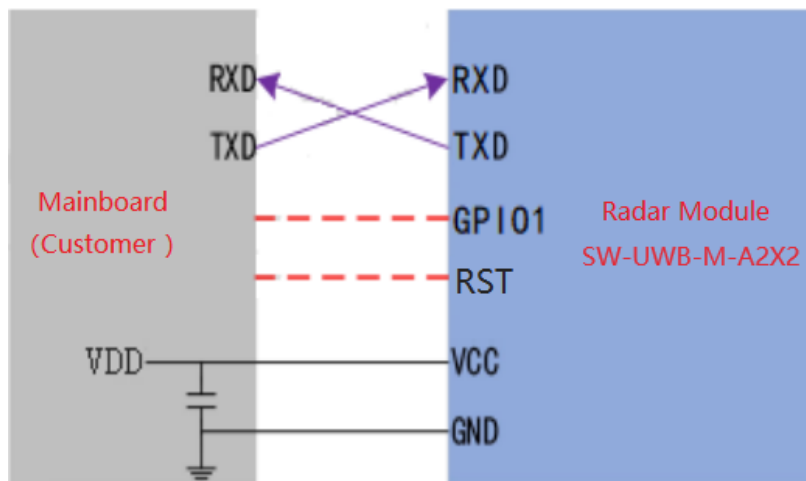 RXD
RXD
TXD
TXD
Mainboard
(Customer )
GPIO1
Radar Module
SW-UWB-M-A2X2
RST
VDD
VCC
GND